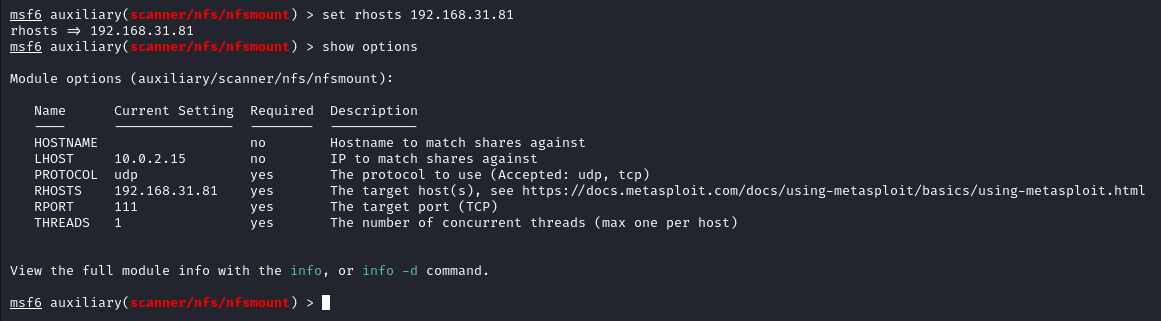 msf6 auxiliary(scanner/nfs/nfsmount) > set rhosts 192.168.31.81
rhosts => 192.168.31.81
msf6 auxiliary(scanner/nfs/nfsmount) > show options
Module options (auxiliary/scanner/nfs/nfsmount):
Name Current Setting Required Description
---- --------------- -------- -----------
HOSTNAME no Hostname to match shares against
LHOST 10.0.2.15 no IP to match shares against
PROTOCOL udp yes The protocol to use (Accepted: udp, tcp)
RHOSTS 192.168.31.81 yes The target host(s), see https://docs.metasploit.com/docs/using-metasploit/basics/using-metasploit.html
RPORT 111 yes The target port (TCP)
THREADS 1 yes The number of concurrent threads (max one per host)
View the full module info with the info, or info -d command.
msf6 auxiliary(scanner/nfs/nfsmount) >